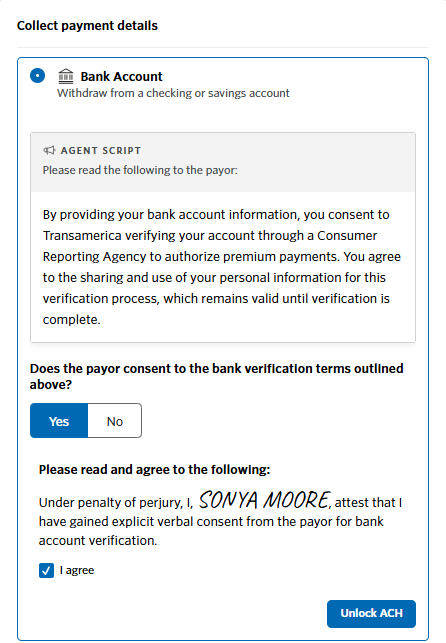 Collect payment details
Bank Account
Withdraw from a checking or savings account
AGENT SCRIPT
Please read the following to the payor:
By providing your bank account information, you consent to
Transamerica verifying your account through a Consumer
Reporting Agency to authorize premium payments. You agree
to the sharing and use of your personal information for this
verification process, which remains valid until verification is
complete.
Does the payor consent to the bank verification terms outlined
above?
Yes No
Please read and agree to the following:
Under penalty of perjury, I, SONYA MOORE, attest that I
have gained explicit verbal consent from the payor for bank
account verification.
I agree
Unlock ACH